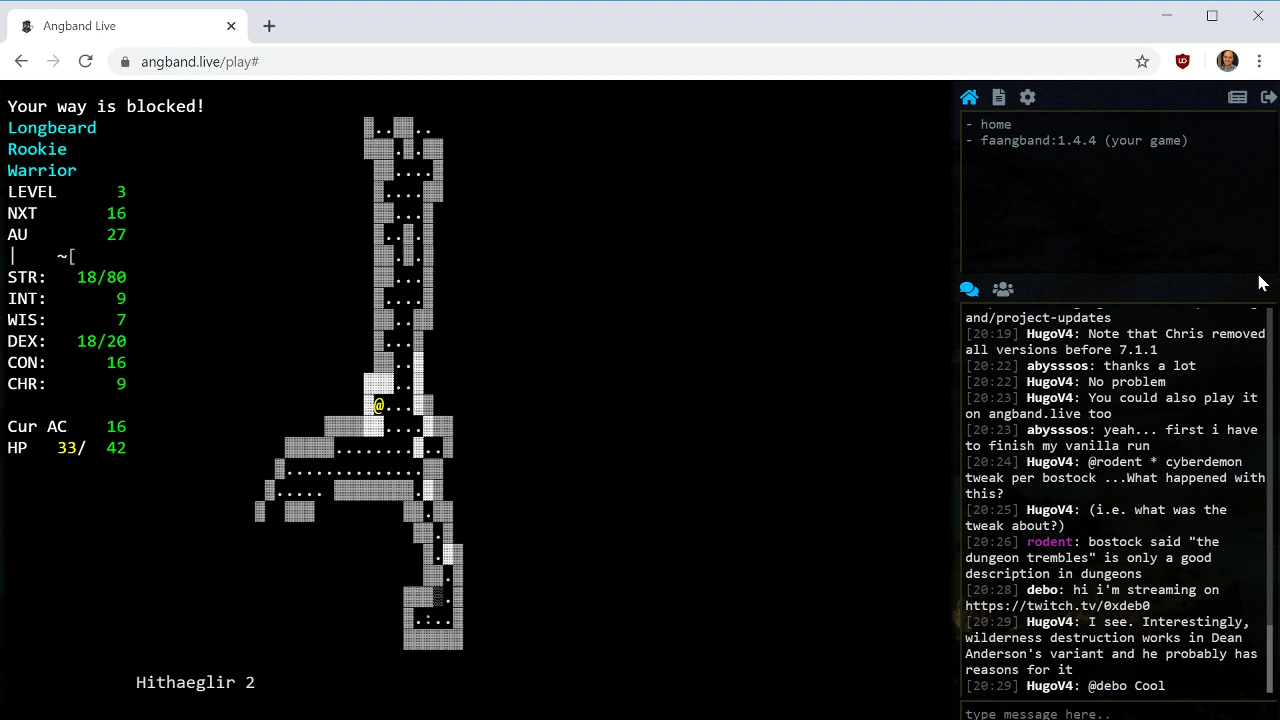 Angband Live
angband.live/play#
Your way is blocked!
Longbeard
Rookie
Warrior
LEVEL 3
NXT 16
AU 27
| ~[
STR: 18/80
INT: 9
WIS: 7
DEX: 18/20
CON: 16
CHR: 9
Cur AC 16
HP 33/ 42
@
Hithaeglir 2
- home
- faangband:1.4.4 (your game)
and/project-updates
[20:19] HugoV4: Not that Chris removed
all versions before 7.1.1
[20:22] abysssos: thanks a lot
[20:22] HugoV4: No problem
[20:23] HugoV4: You could also play it
on angband.live too
[20:23] abysssos: yeah... first i have
to finish my vanilla run
[20:24] HugoV4: @rodent * cyberdemon
tweak per bostock ...What happened with
this?
[20:25] HugoV4: (i.e. what was the
tweak about?)
[20:26] rodent: bostock said "the
dungeon trembles" is only a good
description in dungeons
[20:28] debo: hi i'm streaming on
https://twitch.tv/glesb0
[20:29] HugoV4: I see. Interestingly,
wilderness destruction works in Dean
Anderson's variant and he probably has
reasons for it
[20:29] HugoV4: @debo Cool
type message here..